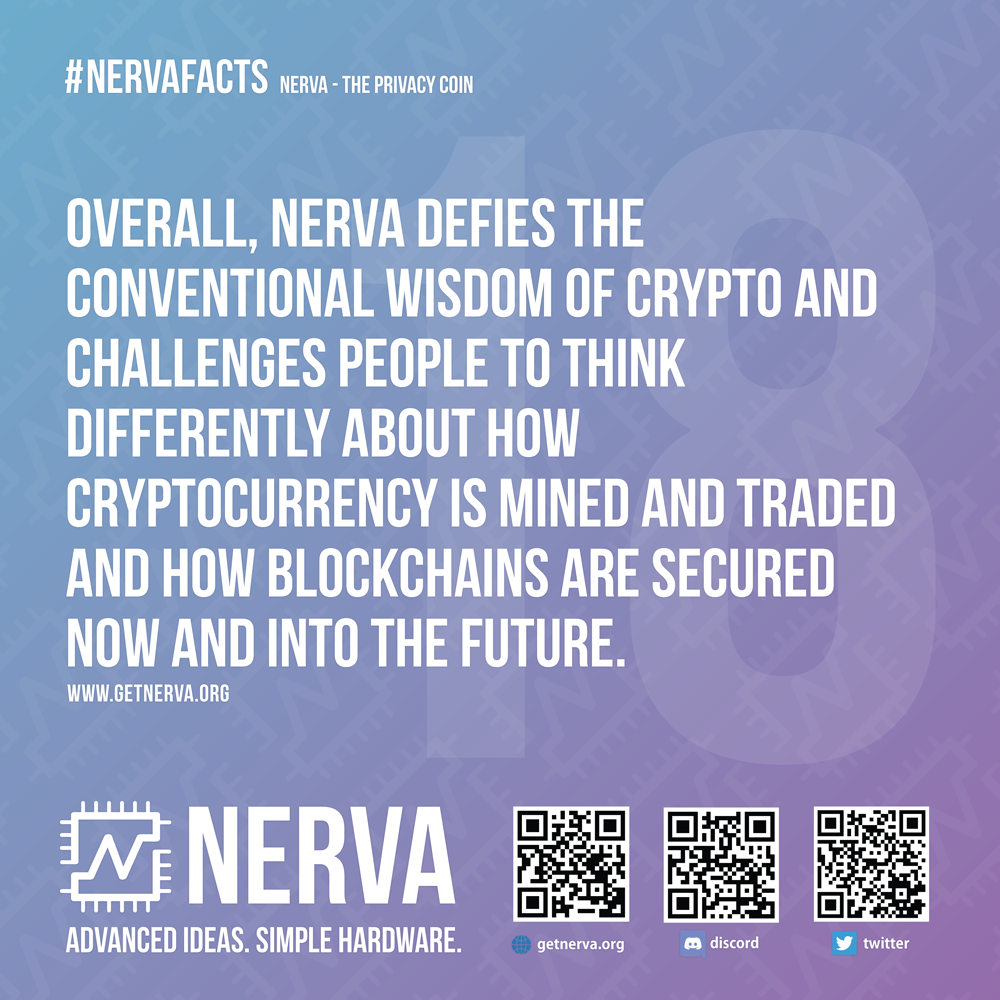 #NERVAFACTS NERVA - THE PRIVACY COIN
18
OVERALL, NERVA DEFIES THE
CONVENTIONAL WISDOM OF CRYPTO AND
CHALLENGES PEOPLE TO THINK
DIFFERENTLY ABOUT HOW
CRYPTOCURRENCY IS MINED AND TRADED
AND HOW BLOCKCHAINS ARE SECURED
NOW AND INTO THE FUTURE.
WWW.GETNERVA.ORG
NERVA
ADVANCED IDEAS. SIMPLE HARDWARE.
getnerva.org
discord
twitter